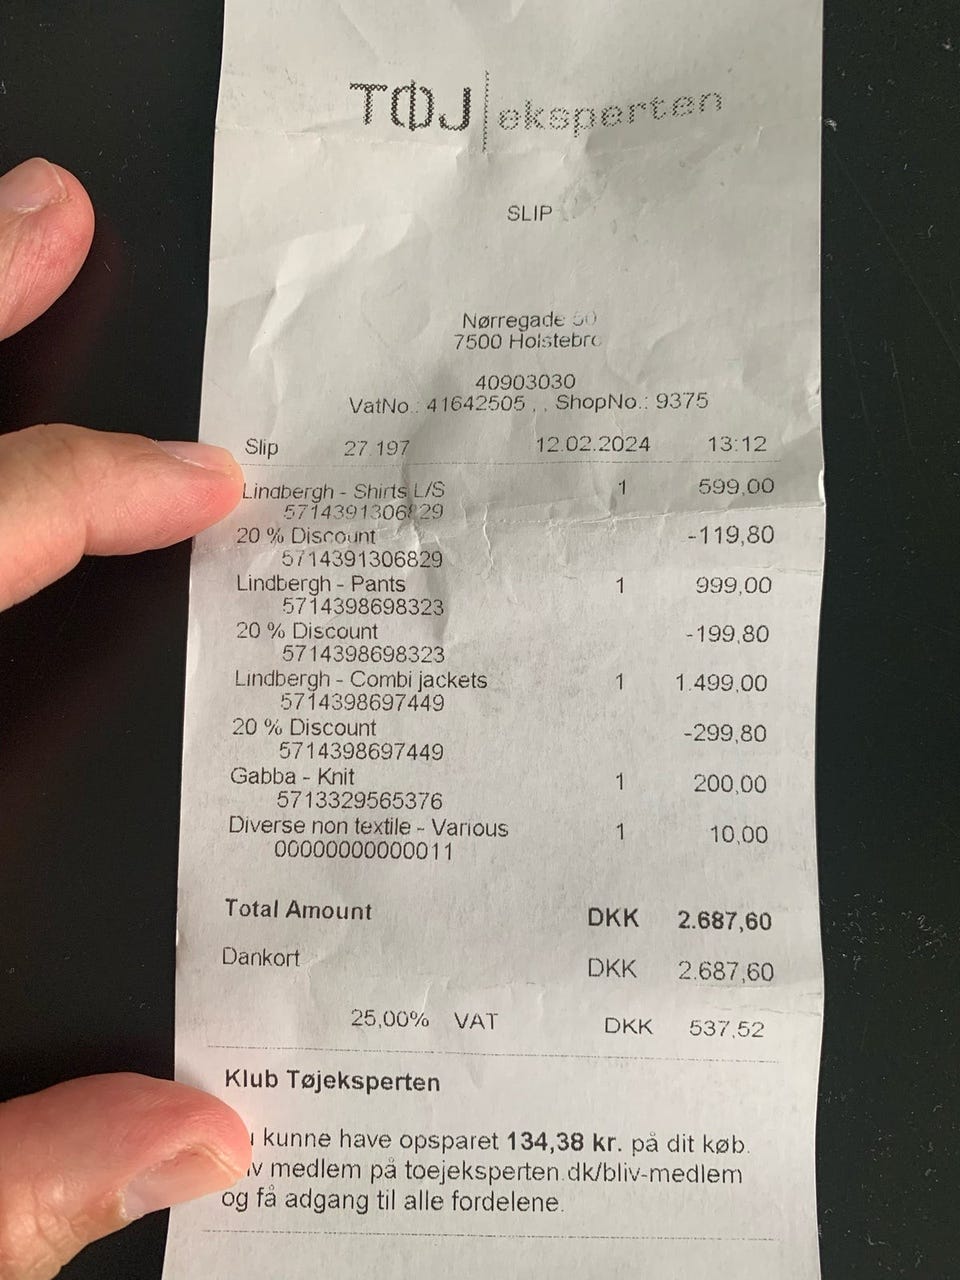 TØJ eksperten
SLIP
Nørregade
7500 Holstebro
40903030
VatNo.: 41642505 , , ShopNo.: 9375
Slip 27.197 12.02.2024 13:12
Lindbergh - Shirts L/S 1 599,00
5714391306829
20 % Discount -119,80
5714391306829
Lindbergh - Pants 1 999,00
5714398698323
20 % Discount -199,80
5714398698323
Lindbergh - Combi jackets 1 1.499,00
5714398697449
20 % Discount -299,80
5714398697449
Gabba - Knit 1 200,00
5713329565376
Diverse non textile - Various 1 10,00
00000000000011
Total Amount DKK 2.687,60
Dankort DKK 2.687,60
25,00% VAT DKK 537,52
Klub Tøjeksperten
kunne have opsparet 134,38 kr. på dit køb.
medlem på toejeksperten.dk/bliv-medlem
og få adgang til alle fordelene.